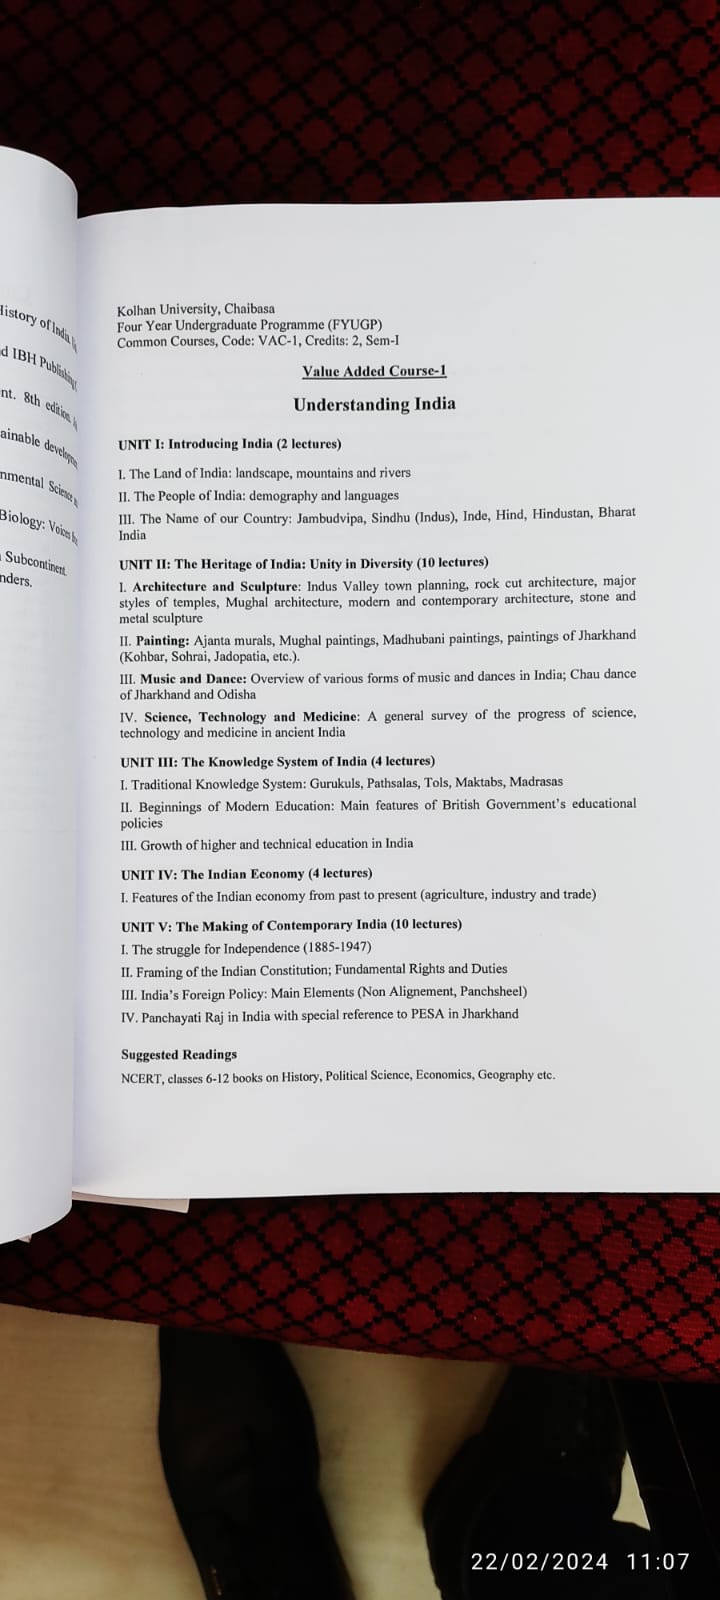 History of India
d IBH Publishing
nt. 8th edition.
ainable
nmental Science
Biology: Voices
Subcontinent.
nders.
Kolhan University, Chaibasa
Four Year Undergraduate Programme (FYUGP)
Common Courses, Code: VAC-1, Credits: 2, Sem-I
Value Added Course-1
Understanding India
UNIT I: Introducing India (2 lectures)
I. The Land of India: landscape, mountains and rivers
II. The People of India: demography and languages
III. The Name of our Country: Jambudvipa, Sindhu (Indus), Inde, Hind, Hindustan, Bharat
India
UNIT II: The Heritage of India: Unity in Diversity (10 lectures)
I. Architecture and Sculpture: Indus Valley town planning, rock cut architecture, major
styles of temples, Mughal architecture, modern and contemporary architecture, stone and
metal sculpture
II. Painting: Ajanta murals, Mughal paintings, Madhubani paintings, paintings of Jharkhand
(Kohbar, Sohrai, Jadopatia, etc.).
III. Music and Dance: Overview of various forms of music and dances in India; Chau dance
of Jharkhand and Odisha
IV. Science, Technology and Medicine: A general survey of the progress of science,
technology and medicine in ancient India
UNIT III: The Knowledge System of India (4 lectures)
I. Traditional Knowledge System: Gurukuls, Pathsalas, Tols, Maktabs, Madrasas
II. Beginnings of Modern Education: Main features of British Government's educational
policies
III. Growth of higher and technical education in India
UNIT IV: The Indian Economy (4 lectures)
I. Features of the Indian economy from past to present (agriculture, industry and trade)
UNIT V: The Making of Contemporary India (10 lectures)
I. The struggle for Independence (1885-1947)
II. Framing of the Indian Constitution; Fundamental Rights and Duties
III. India's Foreign Policy: Main Elements (Non Alignement, Panchsheel)
IV. Panchayati Raj in India with special reference to PESA in Jharkhand
Suggested Readings
NCERT, classes 6-12 books on History, Political Science, Economics, Geography etc.
22/02/2024 11:07